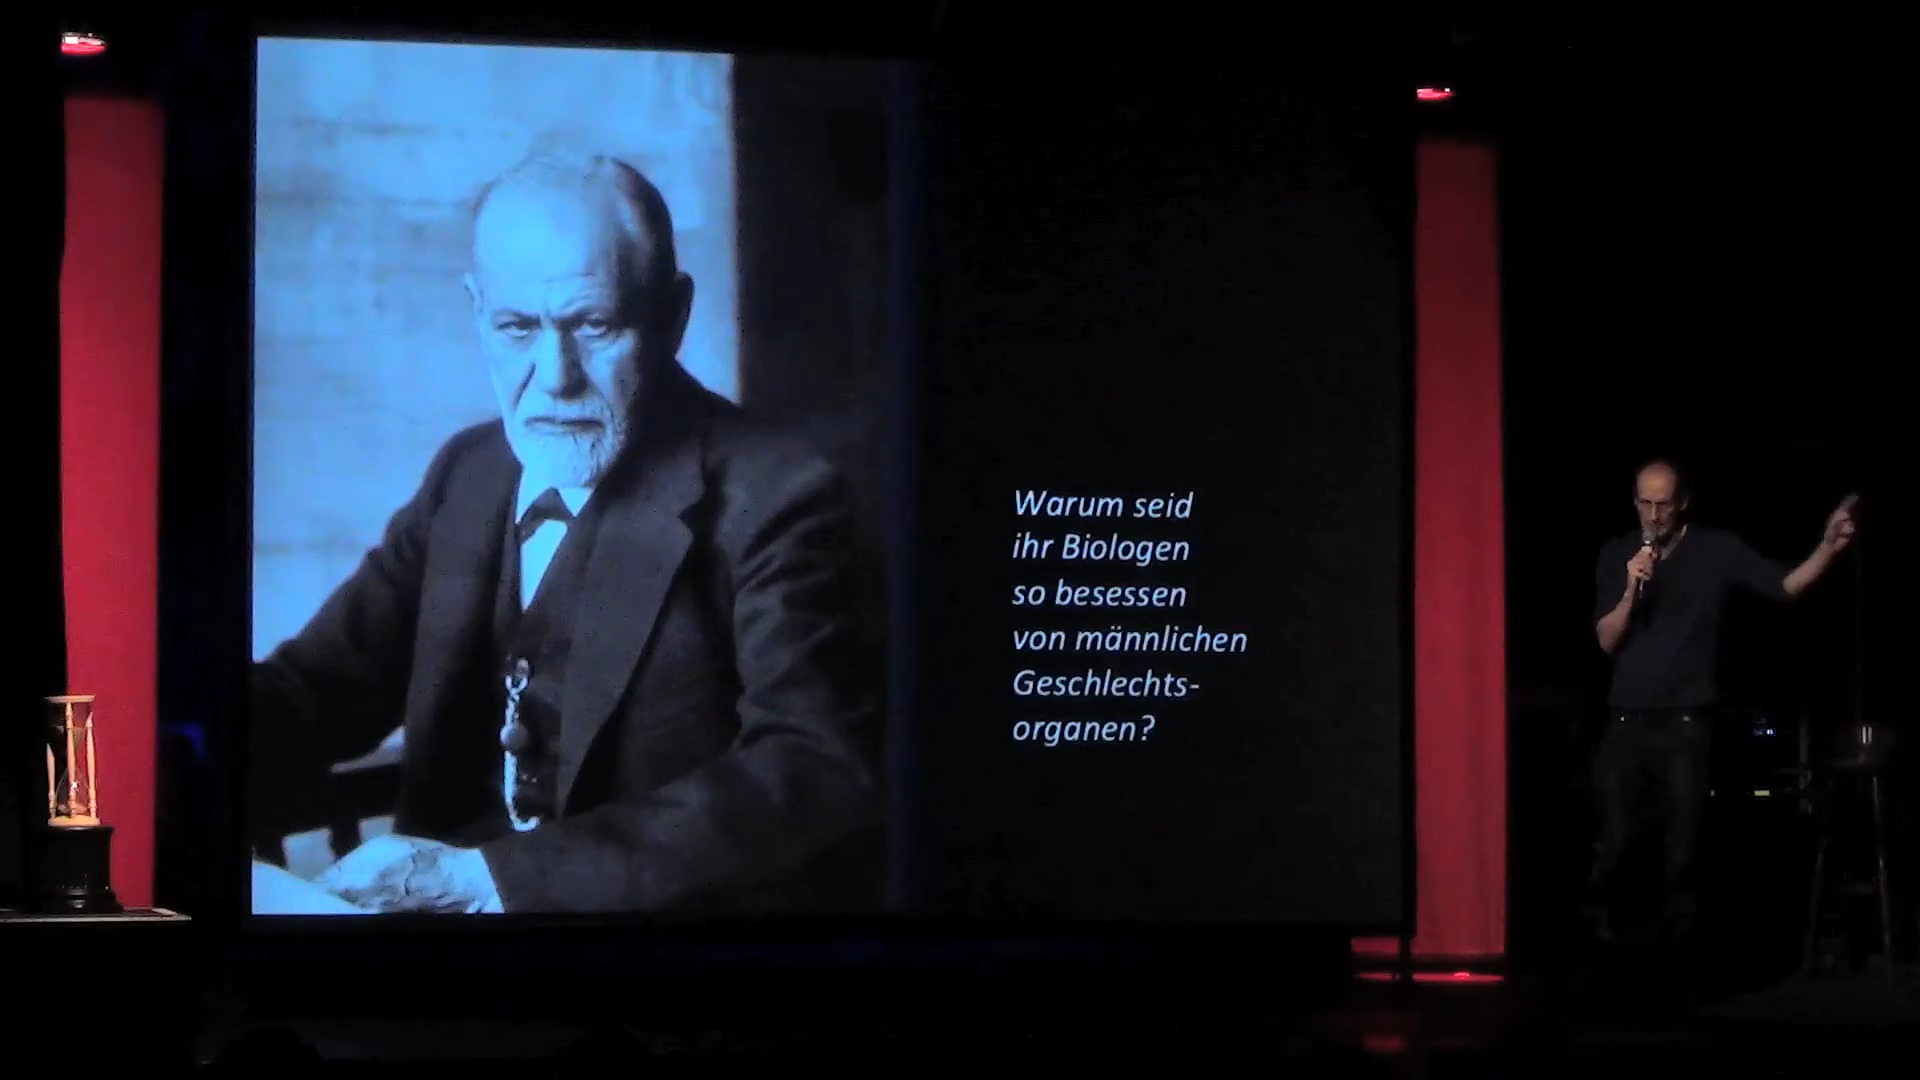 Warum seid
ihr Biologen
so besessen
von männlichen
Geschlechts-
organen?